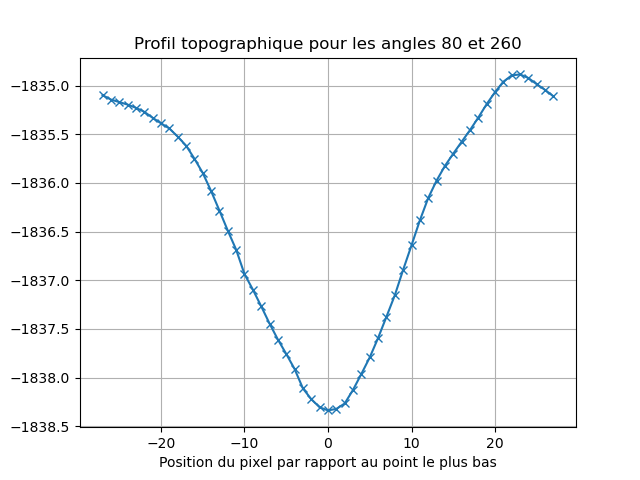 Profil topographique pour les angles 80 et 260
−1835.0
−1835.5
−1836.0
−1836.5
−1837.0
−1837.5
−1838.0
−1838.5
−20 −10 0 10 20
Position du pixel par rapport au point le plus bas